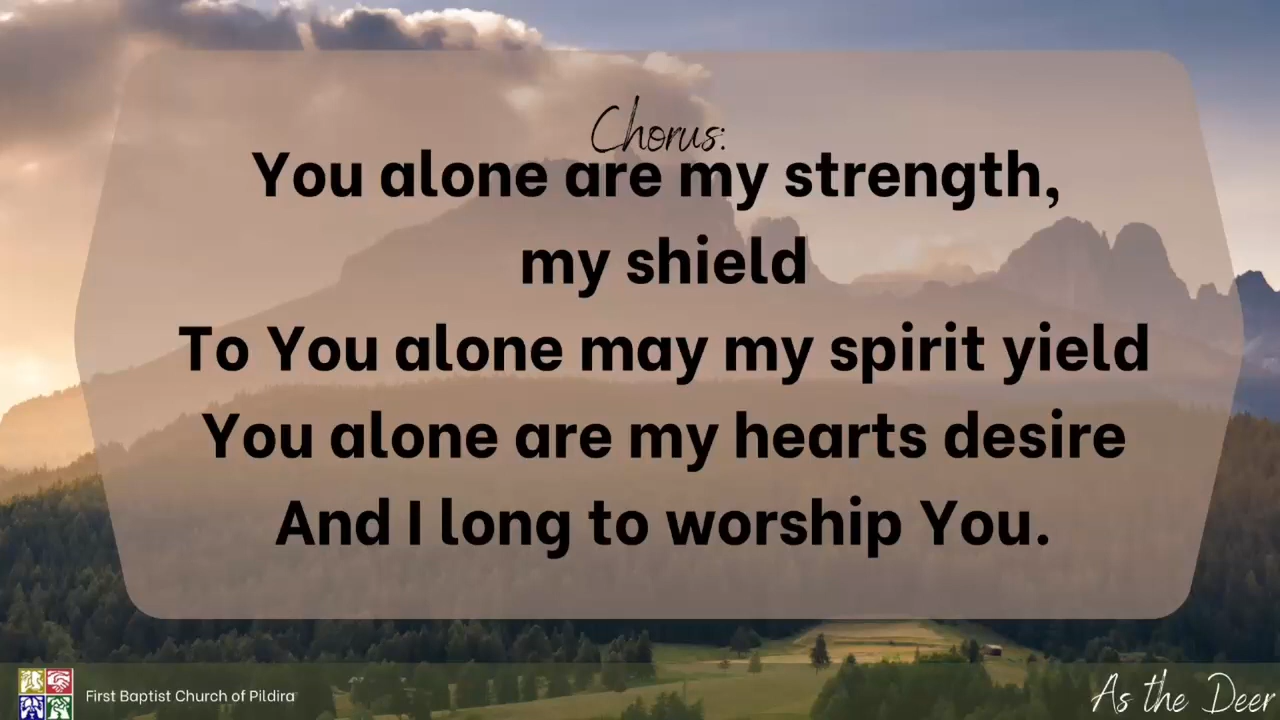 Chorus:
You alone are my strength,
my shield
To You alone may my spirit yield
You alone are my hearts desire
And I long to worship You.
First Baptist Church of Pildira
As the Deer